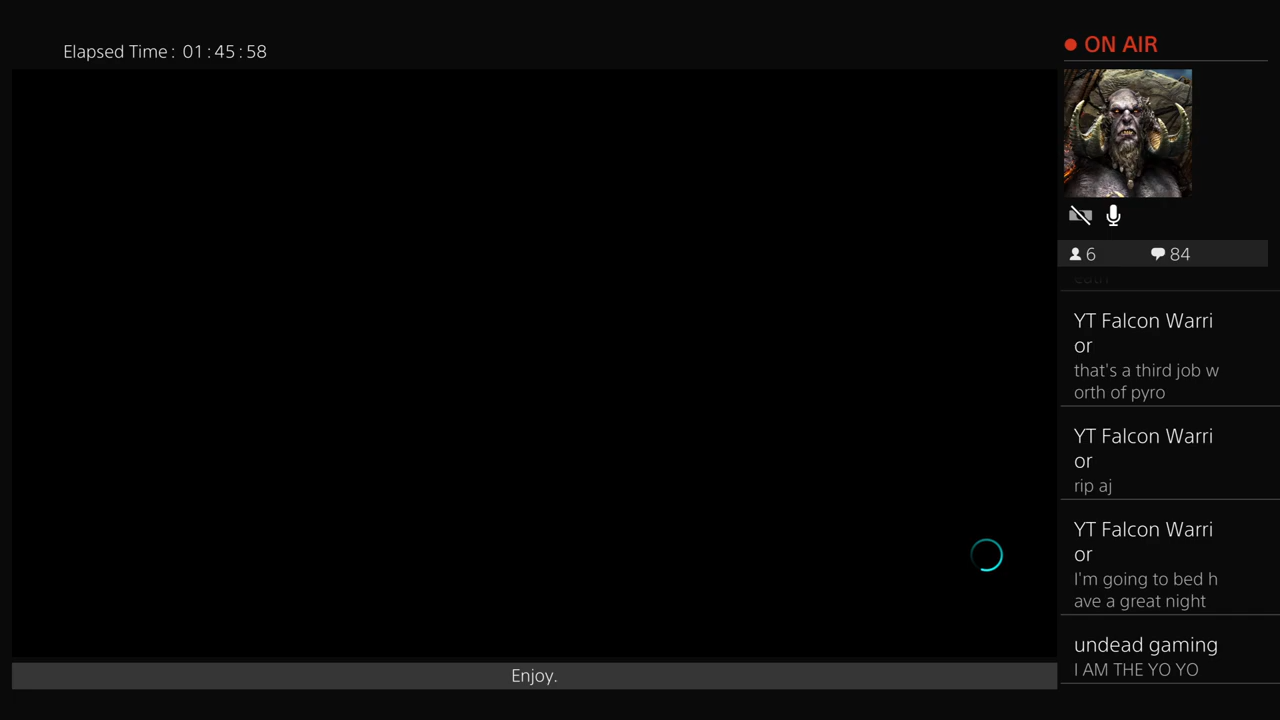 Elapsed Time: 01:45:58
ON AIR
6 84
YT Falcon Warri
or
that's a third job w
orth of pyro
YT Falcon Warri
or
rip aj
YT Falcon Warri
or
I'm going to bed h
ave a great night
undead gaming
I AM THE YO YO
Enjoy.